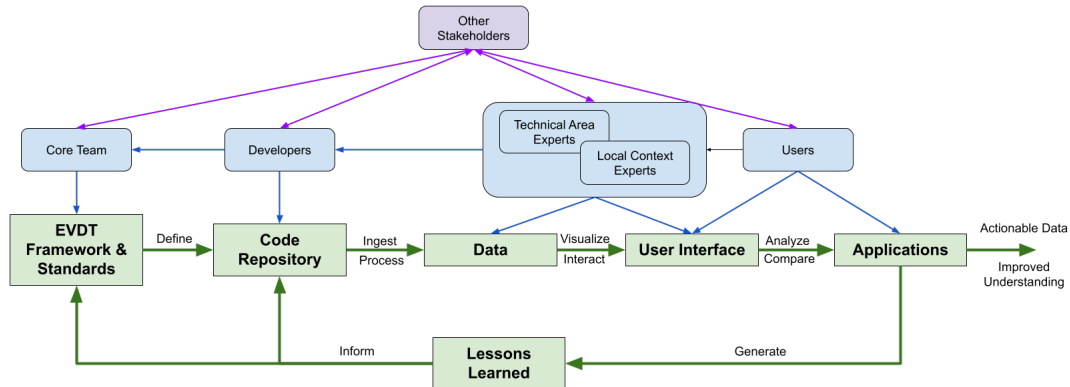 Other
Stakeholders
Core Team
Developers
Technical Area
Experts
Local Context
Experts
Users
EVDT
Framework &
Standards
Define
Code
Repository
Ingest
Process
Data
Visualize
Interact
User Interface
Analyze
Compare
Applications
Actionable Data
Improved
Understanding
Inform
Lessons
Learned
Generate